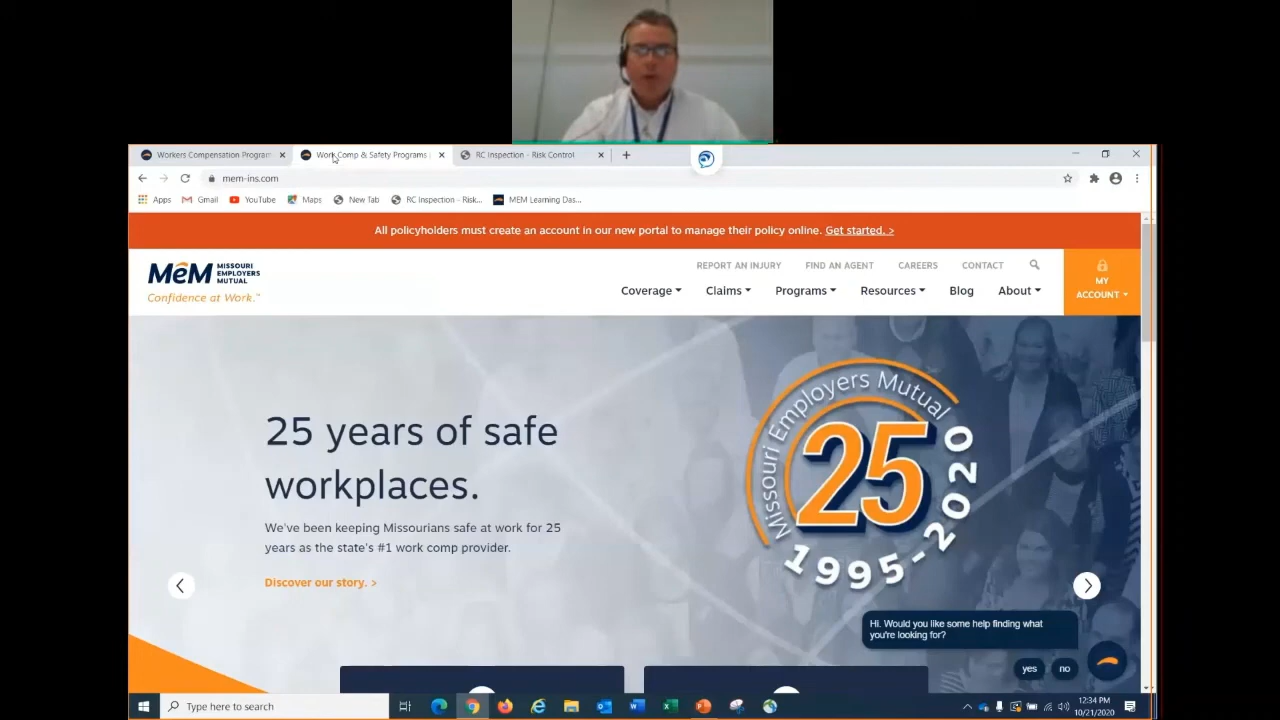 Workers Compensation Program
Work Comp & Safety Programs
RC Inspection - Risk Control
mem-ins.com
Apps
Gmail
YouTube
Maps
New Tab
RC Inspection - Risk...
MEM Learning Das...
All policyholders must create an account in our new portal to manage their policy online. Get started. >
MEM MISSOURI
EMPLOYERS
MUTUAL
Confidence at Work.™
REPORT AN INJURY
FIND AN AGENT
CAREERS
CONTACT
MY
ACCOUNT
Coverage
Claims
Programs
Resources
Blog
About
25 years of safe
workplaces.
We've been keeping Missourians safe at work for 25
years as the state's #1 work comp provider.
Discover our story. >
Missouri Employers Mutual
25
1995-2020
Hi. Would you like some help finding what
you're looking for?
yes
no
Type here to search
12:34 PM
10/21/2020